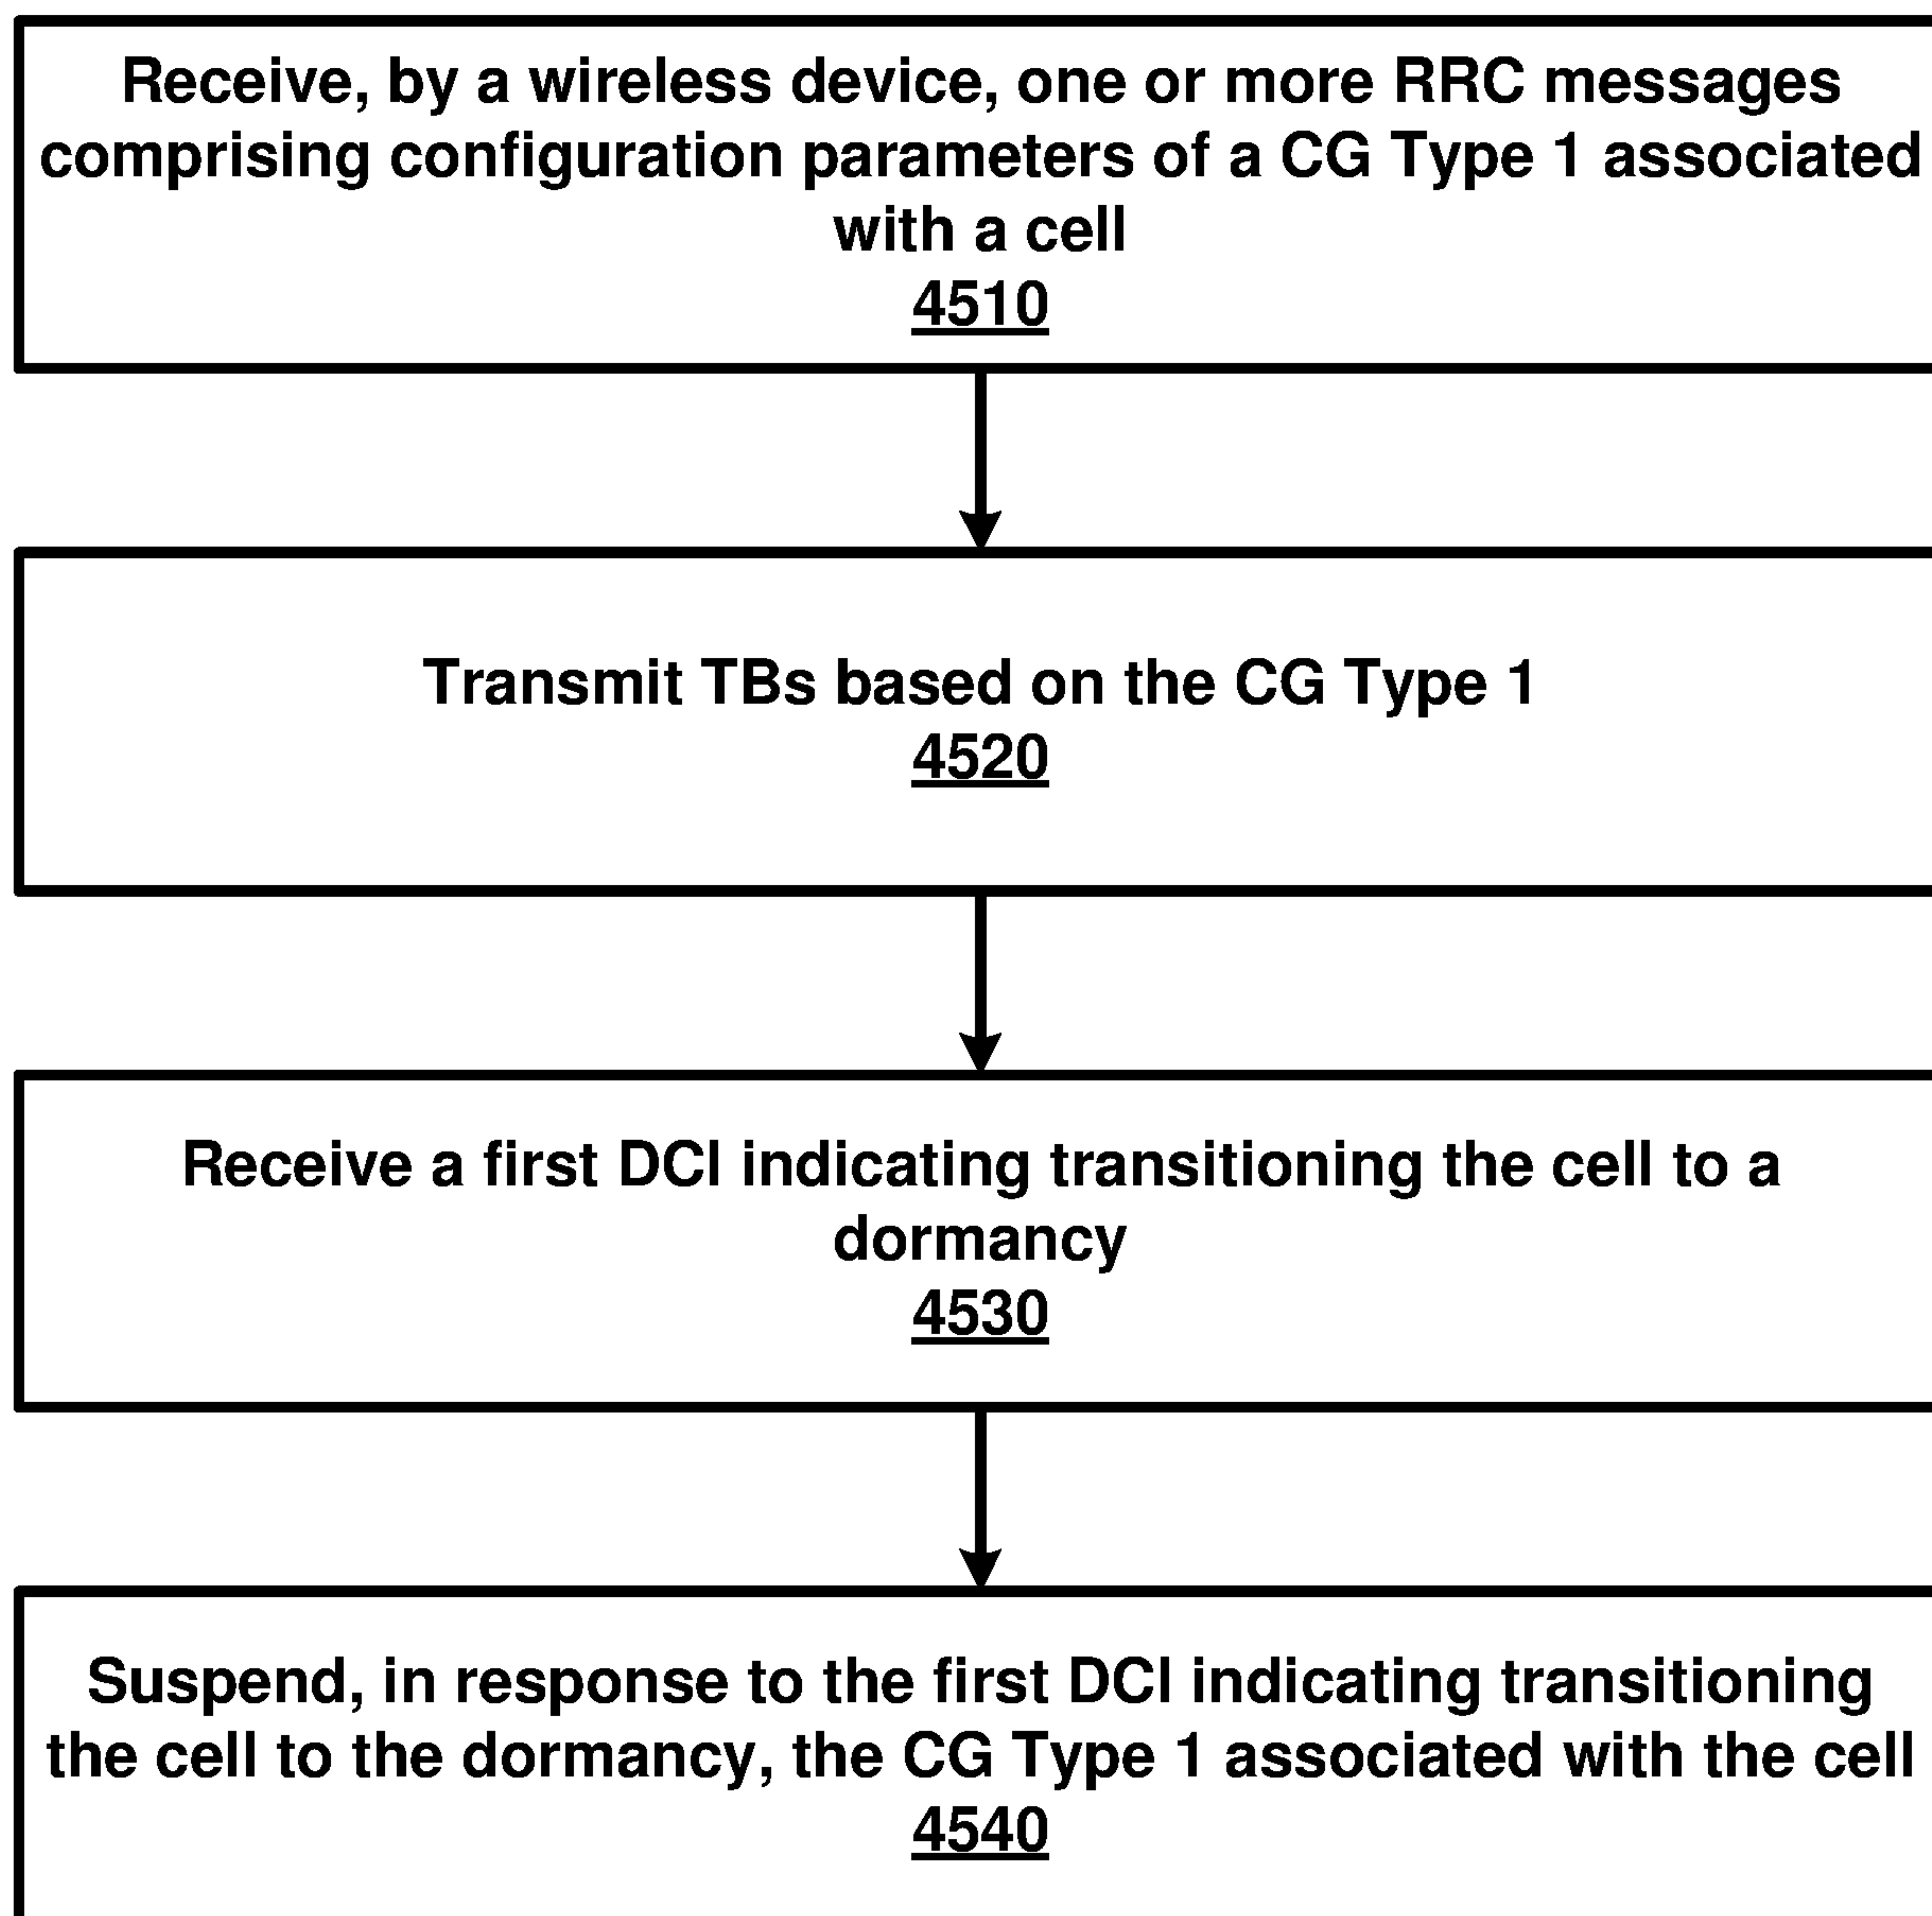 Receive, by a wireless device, one or more RRC messages
comprising configuration parameters of a CG Type 1 associated
with a cell
4510
Transmit TBs based on the CG Type 1
4520
Receive a first DCI indicating transitioning the cell to a
dormancy
4530
Suspend, in response to the first DCI indicating transitioning
the cell to the dormancy, the CG Type 1 associated with the cell
4540